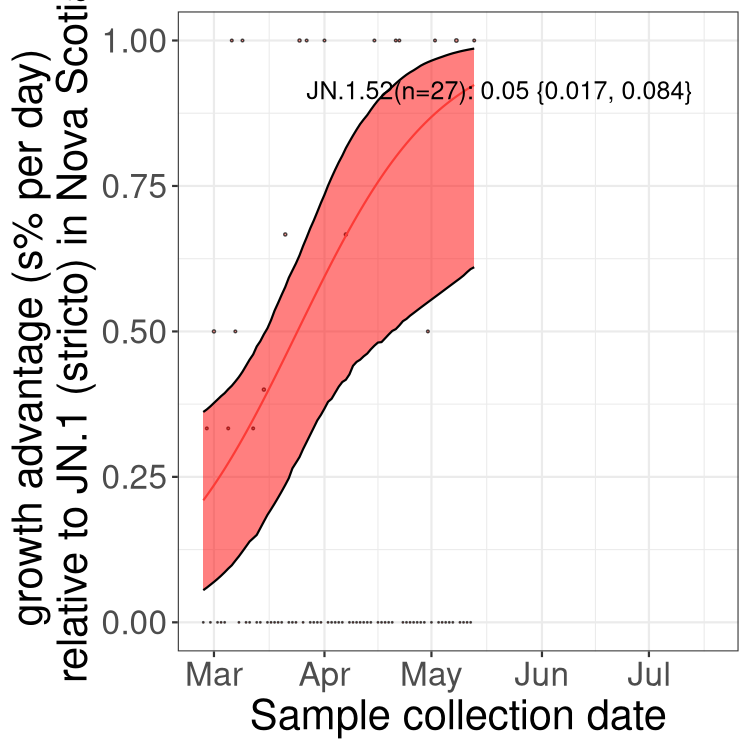 growth advantage (s% per day)
relative to JN.1 (stricto) in Nova Scotia
1.00
0.75
0.50
0.25
0.00
JN.1.52(n=27): 0.05 {0.017, 0.084}
Mar Apr May Jun Jul
Sample collection date